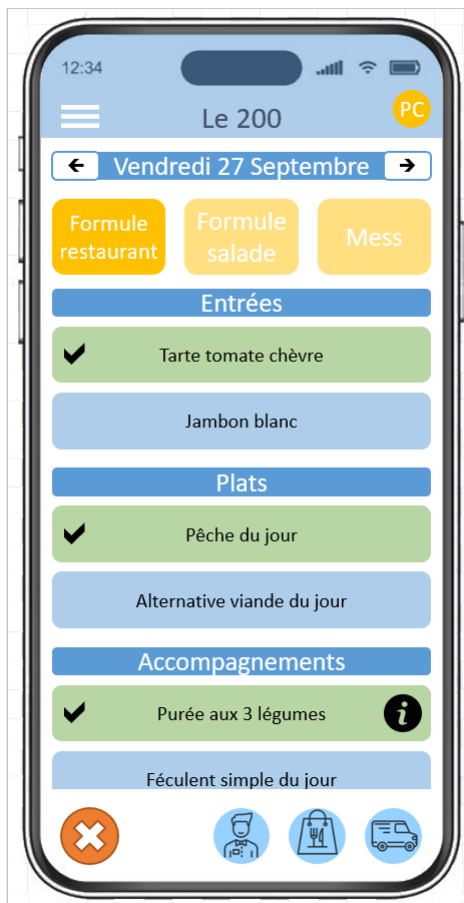 12:34
Le 200
PC
Vendredi 27 Septembre
Formule
restaurant
Formule
salade
Mess
Entrées
Tarte tomate chèvre
Jambon blanc
Plats
Pêche du jour
Alternative viande du jour
Accompagnements
Purée aux 3 légumes
i
Féculent simple du jour